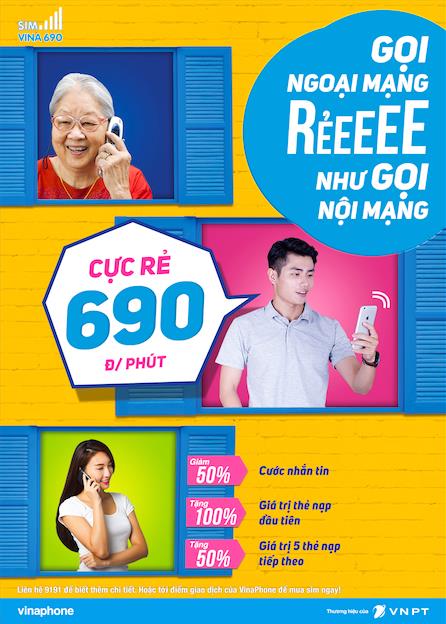 SIM
VINA 690
GỌI
NGOẠI MẠNG
RẺEEEE
NHƯ GỌI
NỘI MẠNG
CỰC RẺ
690
Đ/ PHÚT
Giảm
50%
Cước nhắn tin
Tặng
100%
Giá trị thẻ nạp
đầu tiên
Tặng
50%
Giá trị 5 thẻ nạp
tiếp theo
Liên hệ 9191 để biết thêm chi tiết. Hoặc tới điểm giao dịch của VinaPhone để mua sim ngay!
vinaphone
Thương hiệu của
VNPT